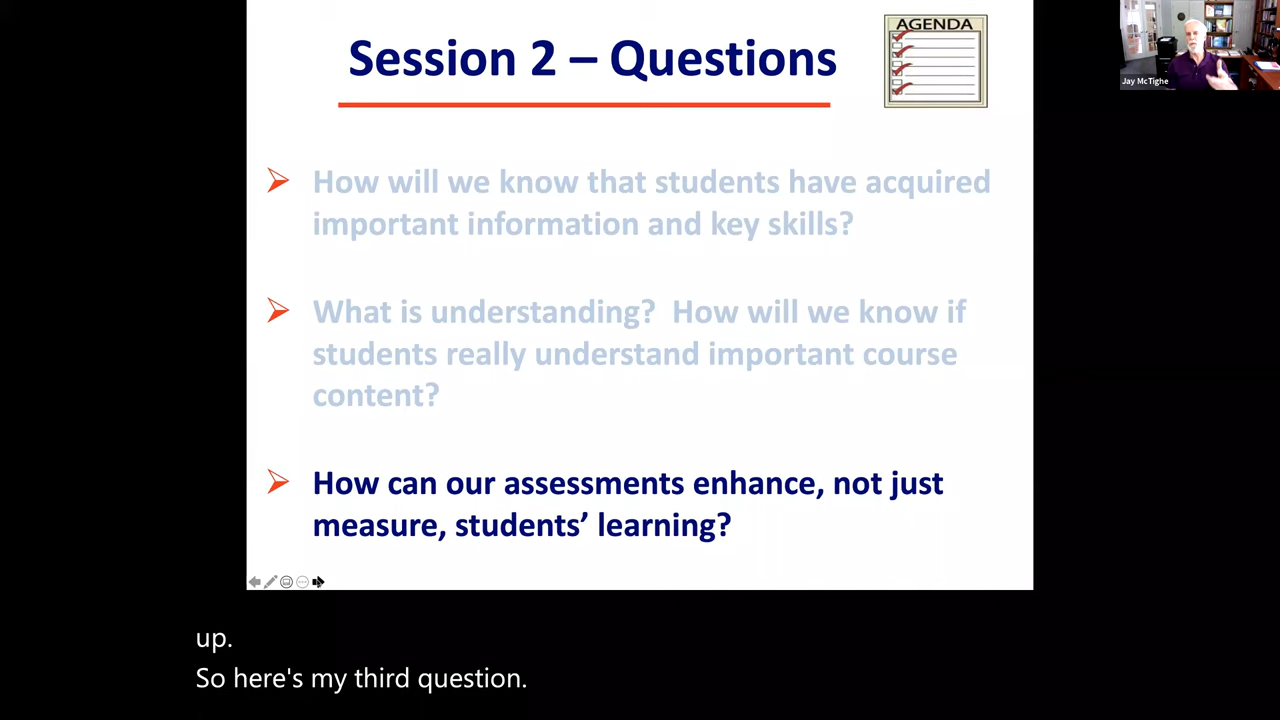 Session 2 – Questions
AGENDA
Jay McTighe
How will we know that students have acquired
important information and key skills?
What is understanding?  How will we know if
students really understand important course
content?
How can our assessments enhance, not just
measure, students’ learning?
up.
So here's my third question.